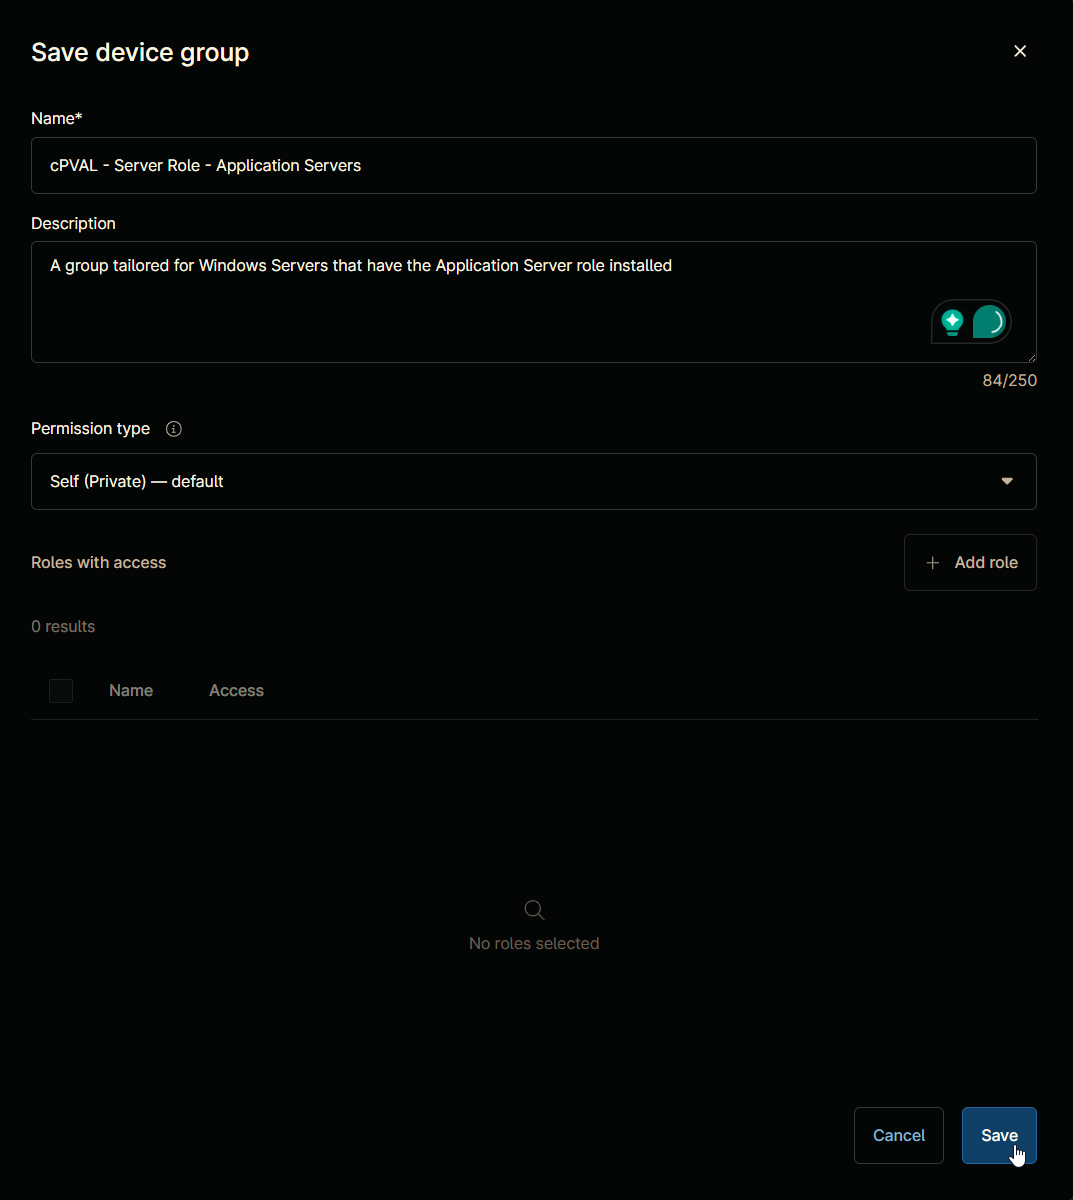 Save device group
Name*
cPVAL - Server Role - Application Servers
Description
A group tailored for Windows Servers that have the Application Server role installed
84/250
Permission type
Self (Private) — default
Roles with access
Add role
0 results
Name Access
No roles selected
Cancel Save